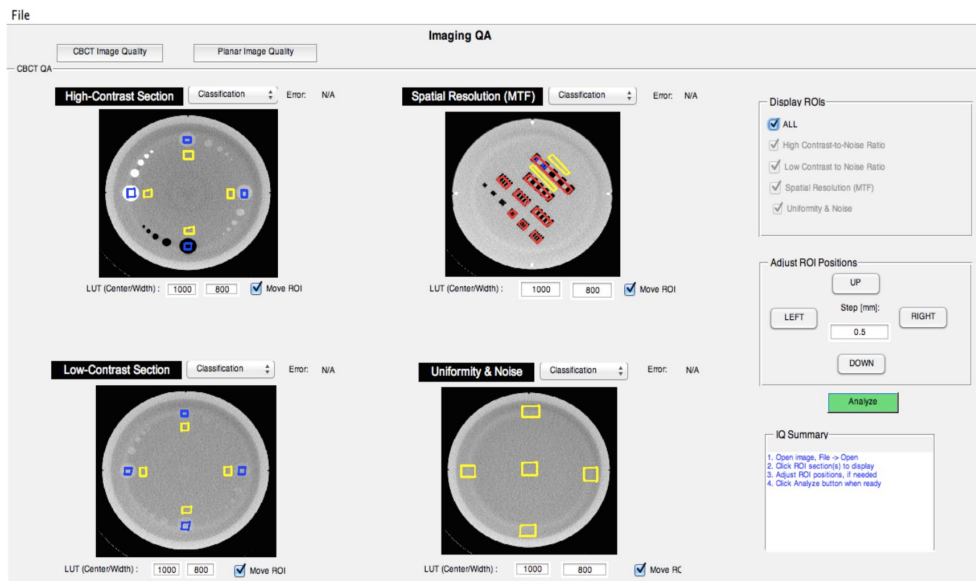 File
Imaging QA
CBCT Image Quality
Planar Image Quality
CBCT QA
High-Contrast Section
Classification
Error: N/A
LUT (Center/Width) : 1000 800 Move ROI
Spatial Resolution (MTF)
Classification
Error: N/A
LUT (Center/Width) : 1000 800 Move ROI
Low-Contrast Section
Classification
Error: N/A
LUT (Center/Width) : 1000 800 Move ROI
Uniformity & Noise
Classification
Error: N/A
LUT (Center/Width) : 1000 800 Move RC
Display ROIs
ALL
High Contrast-to-Noise Ratio
Low Contrast to Noise Ratio
Spatial Resolution (MTF)
Uniformity & Noise
Adjust ROI Positions
UP
LEFT
Step [mm]:
0.5
RIGHT
DOWN
Analyze
IQ Summary
1. Open image, File -> Open
2. Click ROI section(s) to display
3. Adjust ROI positions, if needed
4. Click Analyze button when ready